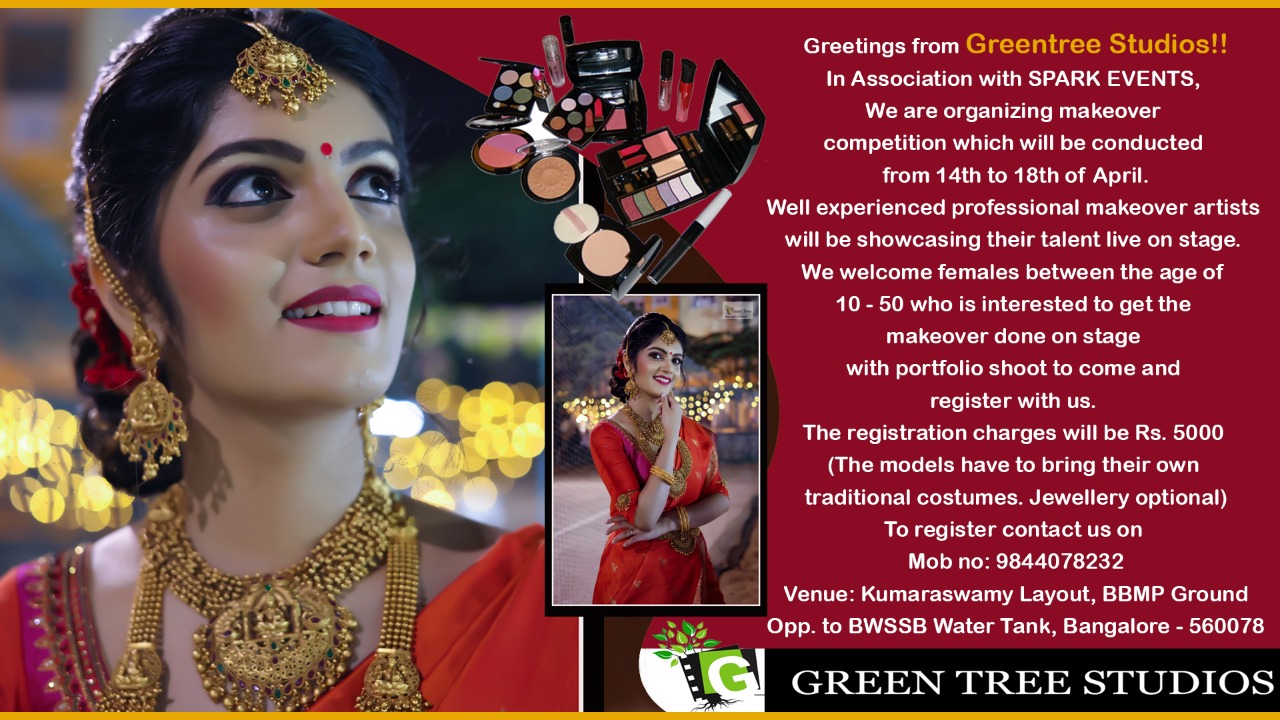 Greetings from Greentree Studios!!
In Association with SPARK EVENTS,
We are organizing makeover
competition which will be conducted
from 14th to 18th of April.
Well experienced professional makeover artists
will be showcasing their talent live on stage.
We welcome females between the age of
10 - 50 who is interested to get the
makeover done on stage
with portfolio shoot to come and
register with us.
The registration charges will be Rs. 5000
(The models have to bring their own
traditional costumes. Jewellery optional)
To register contact us on
Mob no: 9844078232
Venue: Kumaraswamy Layout, BBMP Ground
Opp. to BWSSB Water Tank, Bangalore - 560078
Green Tree
G
GREEN TREE STUDIOS